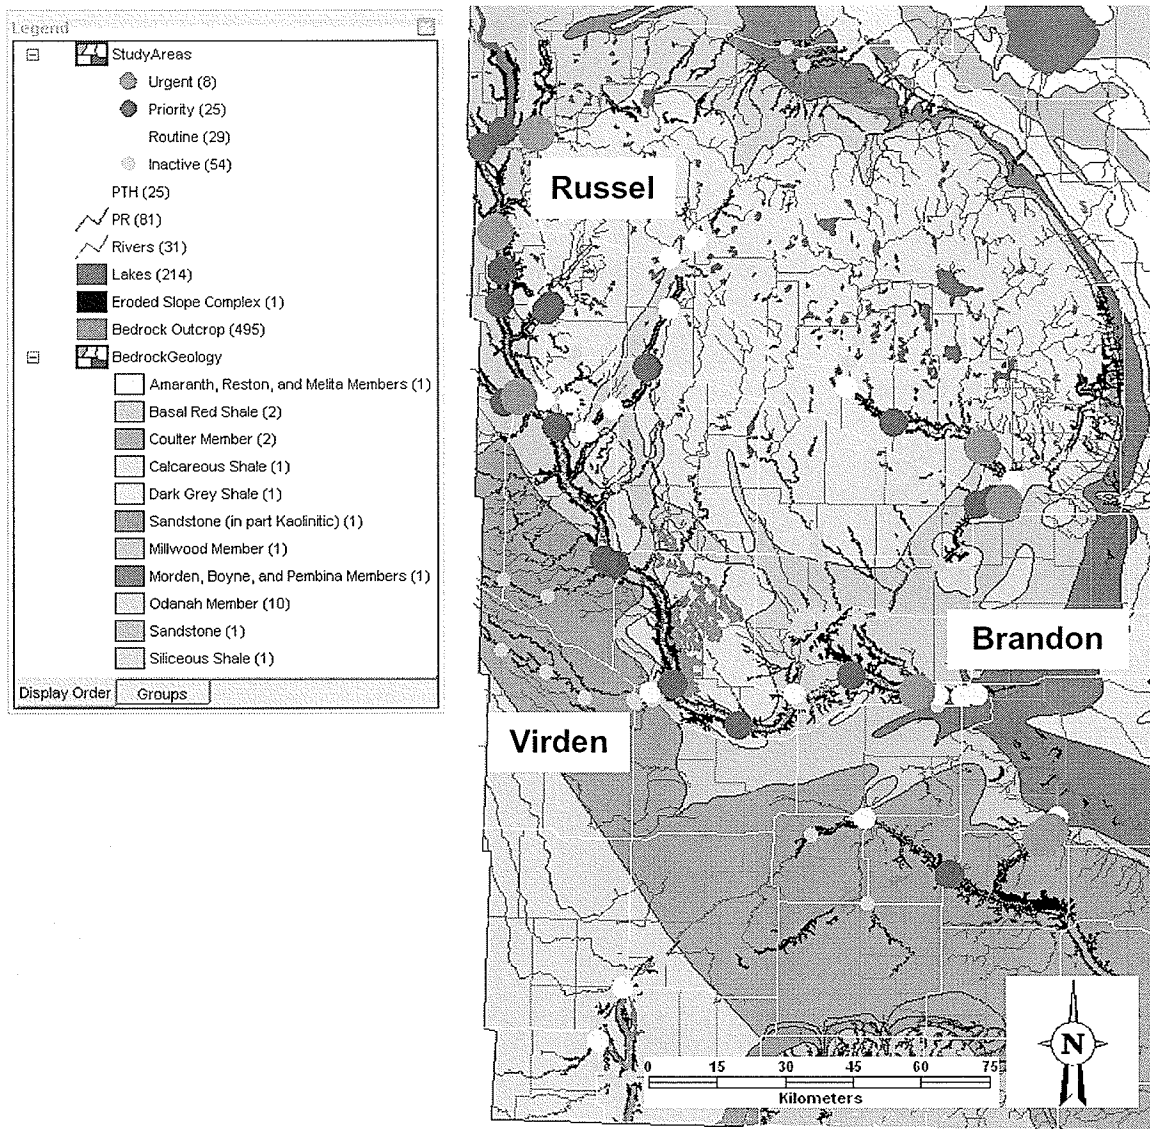 Legend
StudyAreas
Urgent (8)
Priority (25)
Routine (29)
Inactive (54)
PTH (25)
PR (81)
Rivers (31)
Lakes (214)
Eroded Slope Complex (1)
Bedrock Outcrop (495)
BedrockGeology
Amaranth, Reston, and Melita Members (1)
Basal Red Shale (2)
Coulter Member (2)
Calcareous Shale (1)
Dark Grey Shale (1)
Sandstone (in part Kaolinitic) (1)
Millwood Member (1)
Morden, Boyne, and Pembina Members (1)
Odanah Member (10)
Sandstone (1)
Siliceous Shale (1)
Display Order Groups
Russel
Brandon
Virden
N
0 15 30 45 60 75
Kilometers